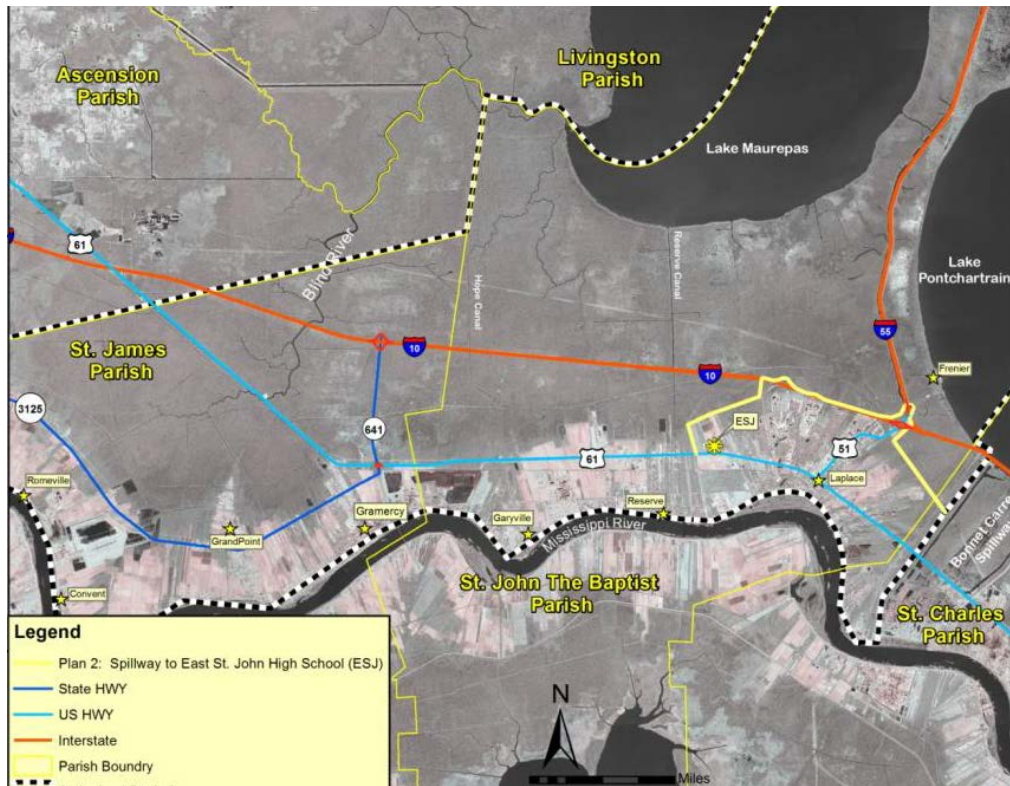 Ascension
Parish
Livingston
Parish
Lake Maurepas
61
Blind River
Hope Canal
Reserve Canal
Lake
Pontchartrain
55
10
10
St. James
Parish
3125
641
Frenier
ESJ
51
61
Laplace
Romeville
GrandPoint
Gramercy
Garyville
Reserve
Mississippi River
Bonnet Carre
Spillway
Convent
St. John The Baptist
Parish
St. Charles
Parish
Legend
Plan 2: Spillway to East St. John High School (ESJ)
State HWY
US HWY
Interstate
Parish Boundry
N
Miles